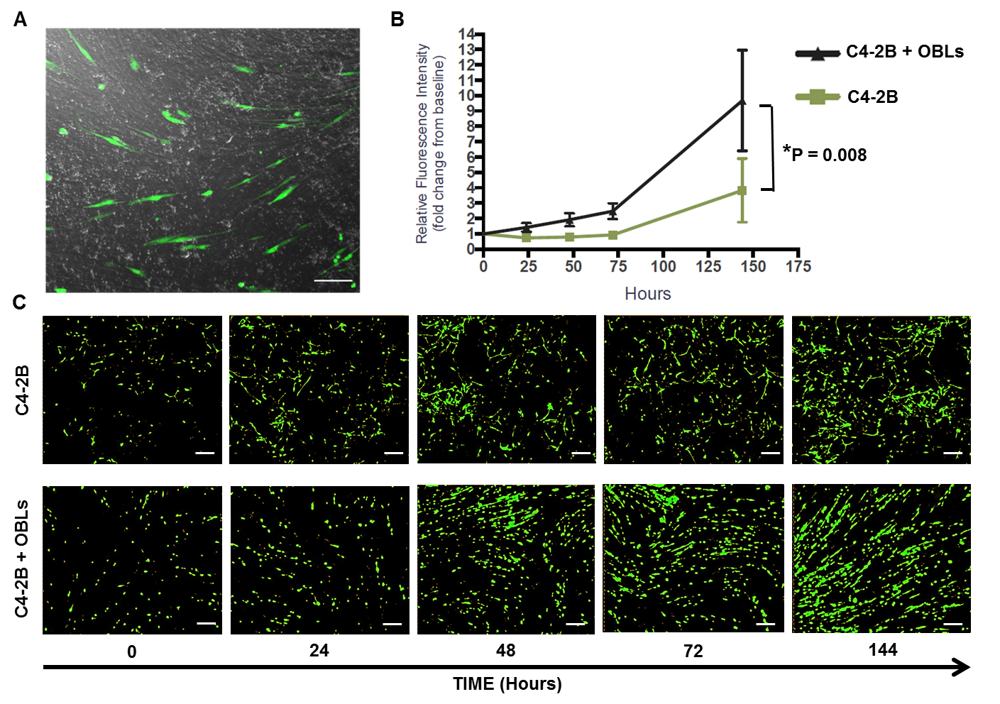 A
B
Relative Fluorescence Intensity
(fold change from baseline)
14
13
12
11
10
9
8
7
6
5
4
3
2
1
0
0 25 50 75 100 125 150 175
Hours
C4-2B + OBLs
C4-2B
*P = 0.008
C
C4-2B
C4-2B + OBLs
0 24 48 72 144
TIME (Hours)